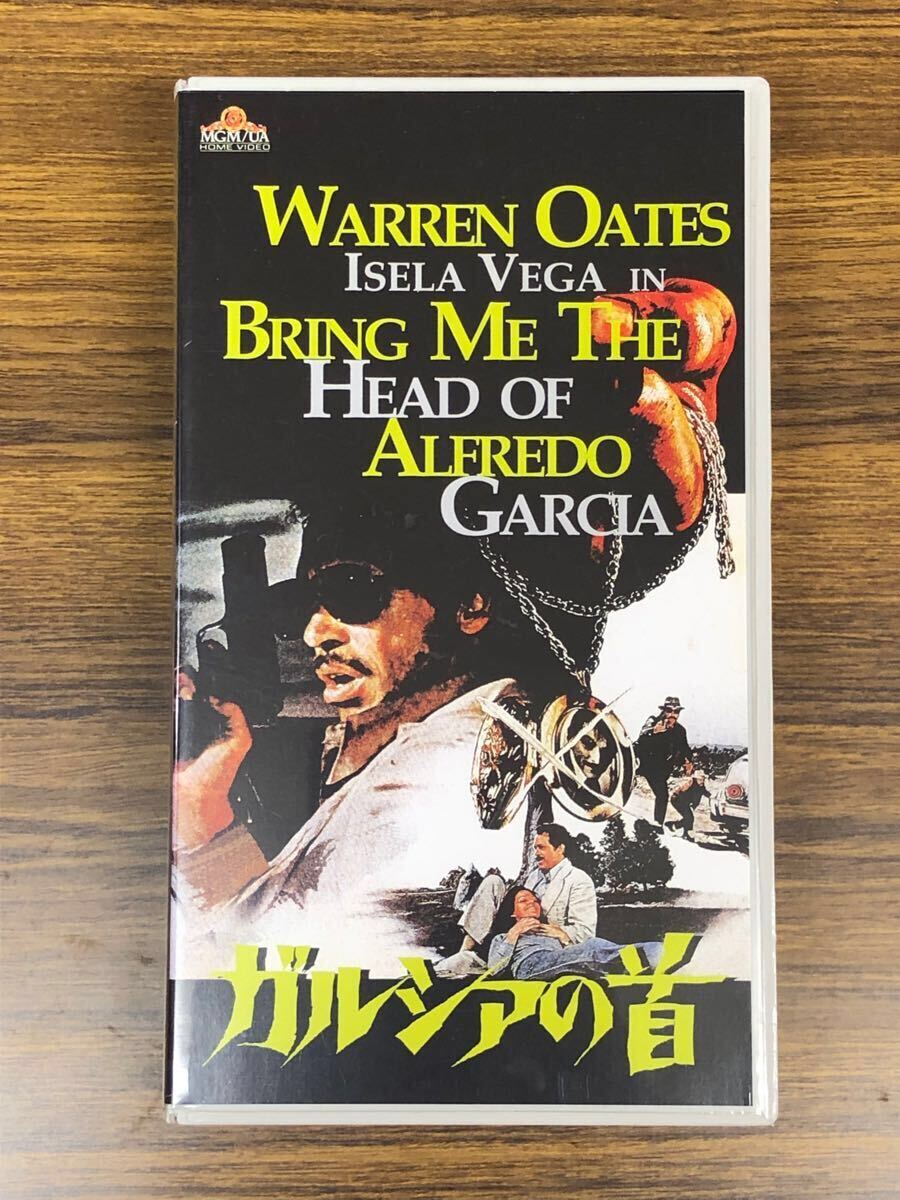 MGM/UA
HOME VIDEO
WARREN OATES
ISELA VEGA IN
BRING ME THE
HEAD OF
ALFREDO
GARCIA
ガルシアの首